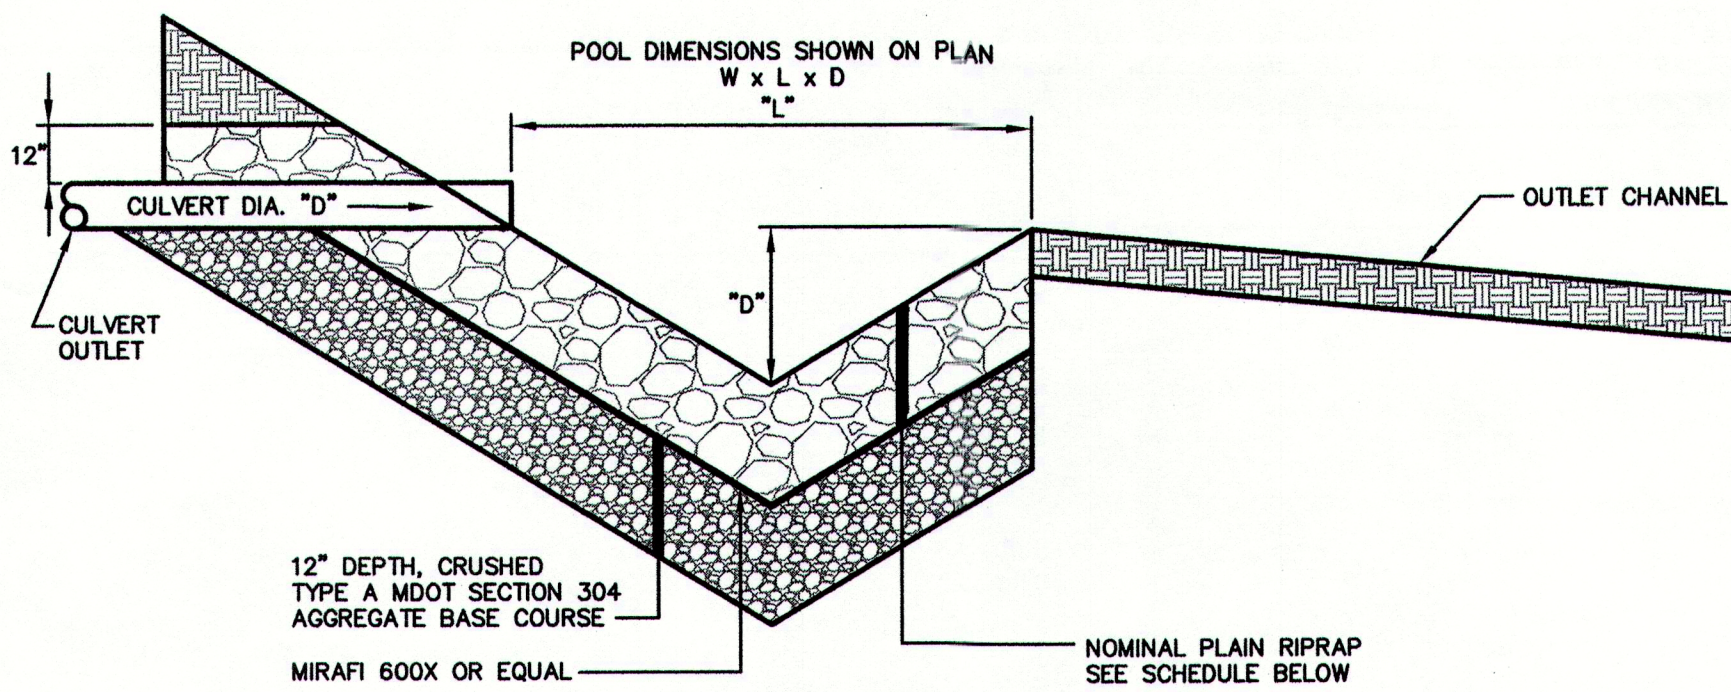 POOL DIMENSIONS SHOWN ON PLAN
W x L x D
"L"
12"
CULVERT DIA. "D"
OUTLET CHANNEL
"D"
CULVERT
OUTLET
12" DEPTH, CRUSHED
TYPE A MDOT SECTION 304
AGGREGATE BASE COURSE
MIRAFI 600X OR EQUAL
NOMINAL PLAIN RIPRAP
SEE SCHEDULE BELOW